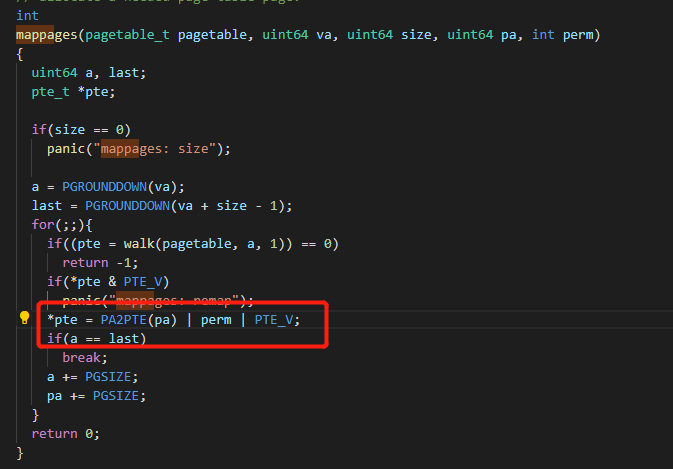 int
mappages(pagetable_t pagetable, uint64 va, uint64 size, uint64 pa, int perm)
{
  uint64 a, last;
  pte_t *pte;
  if(size == 0)
    panic("mappages: size");
  a = PGROUNDDOWN(va);
  last = PGROUNDDOWN(va + size - 1);
  for(;;){
    if((pte = walk(pagetable, a, 1)) == 0)
      return -1;
    if(*pte & PTE_V)
      panic("mappages: remap");
    *pte = PA2PTE(pa) | perm | PTE_V;
    if(a == last)
      break;
    a += PGSIZE;
    pa += PGSIZE;
  }
  return 0;
}